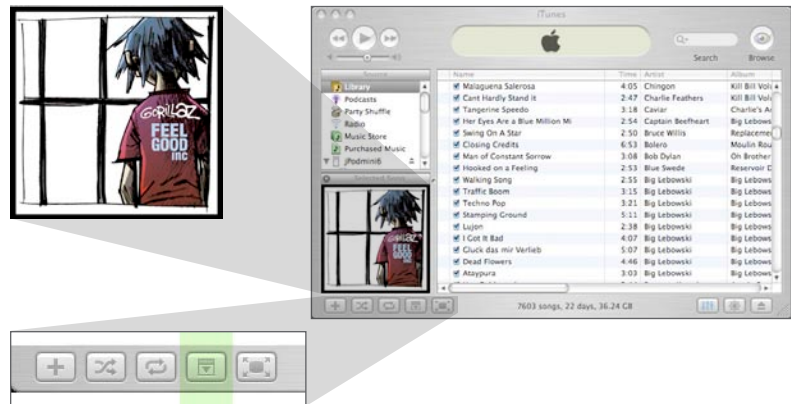 GORILLAZ
FEEL
GOOD
INC
iTunes
Search
Browse
Source
Library
Podcasts
Party Shuffle
Radio
Music Store
Purchased Music
jPodmini6
Selected Song
GORILLAZ
FEEL
GOOD
INC
Name Time Artist Album
Malaguena Salerosa 4:05 Chingon Kill Bill Vol
Cant Hardly Stand it 2:47 Charlie Feathers Kill Bill Vol
Tangerine Speedo 3:18 Caviar Charlie's A
Her Eyes Are a Blue Million Mi 2:54 Captain Beefheart Big Lebows
Swing On A Star 2:50 Bruce Willis Replaceme
Closing Credits 6:53 Bolero Moulin Rou
Man of Constant Sorrow 3:08 Bob Dylan Oh Brother
Hooked on a Feeling 2:53 Blue Swede Reservoir D
Walking Song 2:55 Big Lebowski Big Lebows
Traffic Boom 3:15 Big Lebowski Big Lebows
Techno Pop 3:21 Big Lebowski Big Lebows
Stamping Ground 5:11 Big Lebowski Big Lebows
Lujon 2:38 Big Lebowski Big Lebows
I Got It Bad 4:07 Big Lebowski Big Lebows
Gluck das mir Verlieb 5:07 Big Lebowski Big Lebows
Dead Flowers 4:46 Big Lebowski Big Lebows
Ataypura 3:03 Big Lebowski Big Lebows
7603 songs, 22 days, 36.24 GB